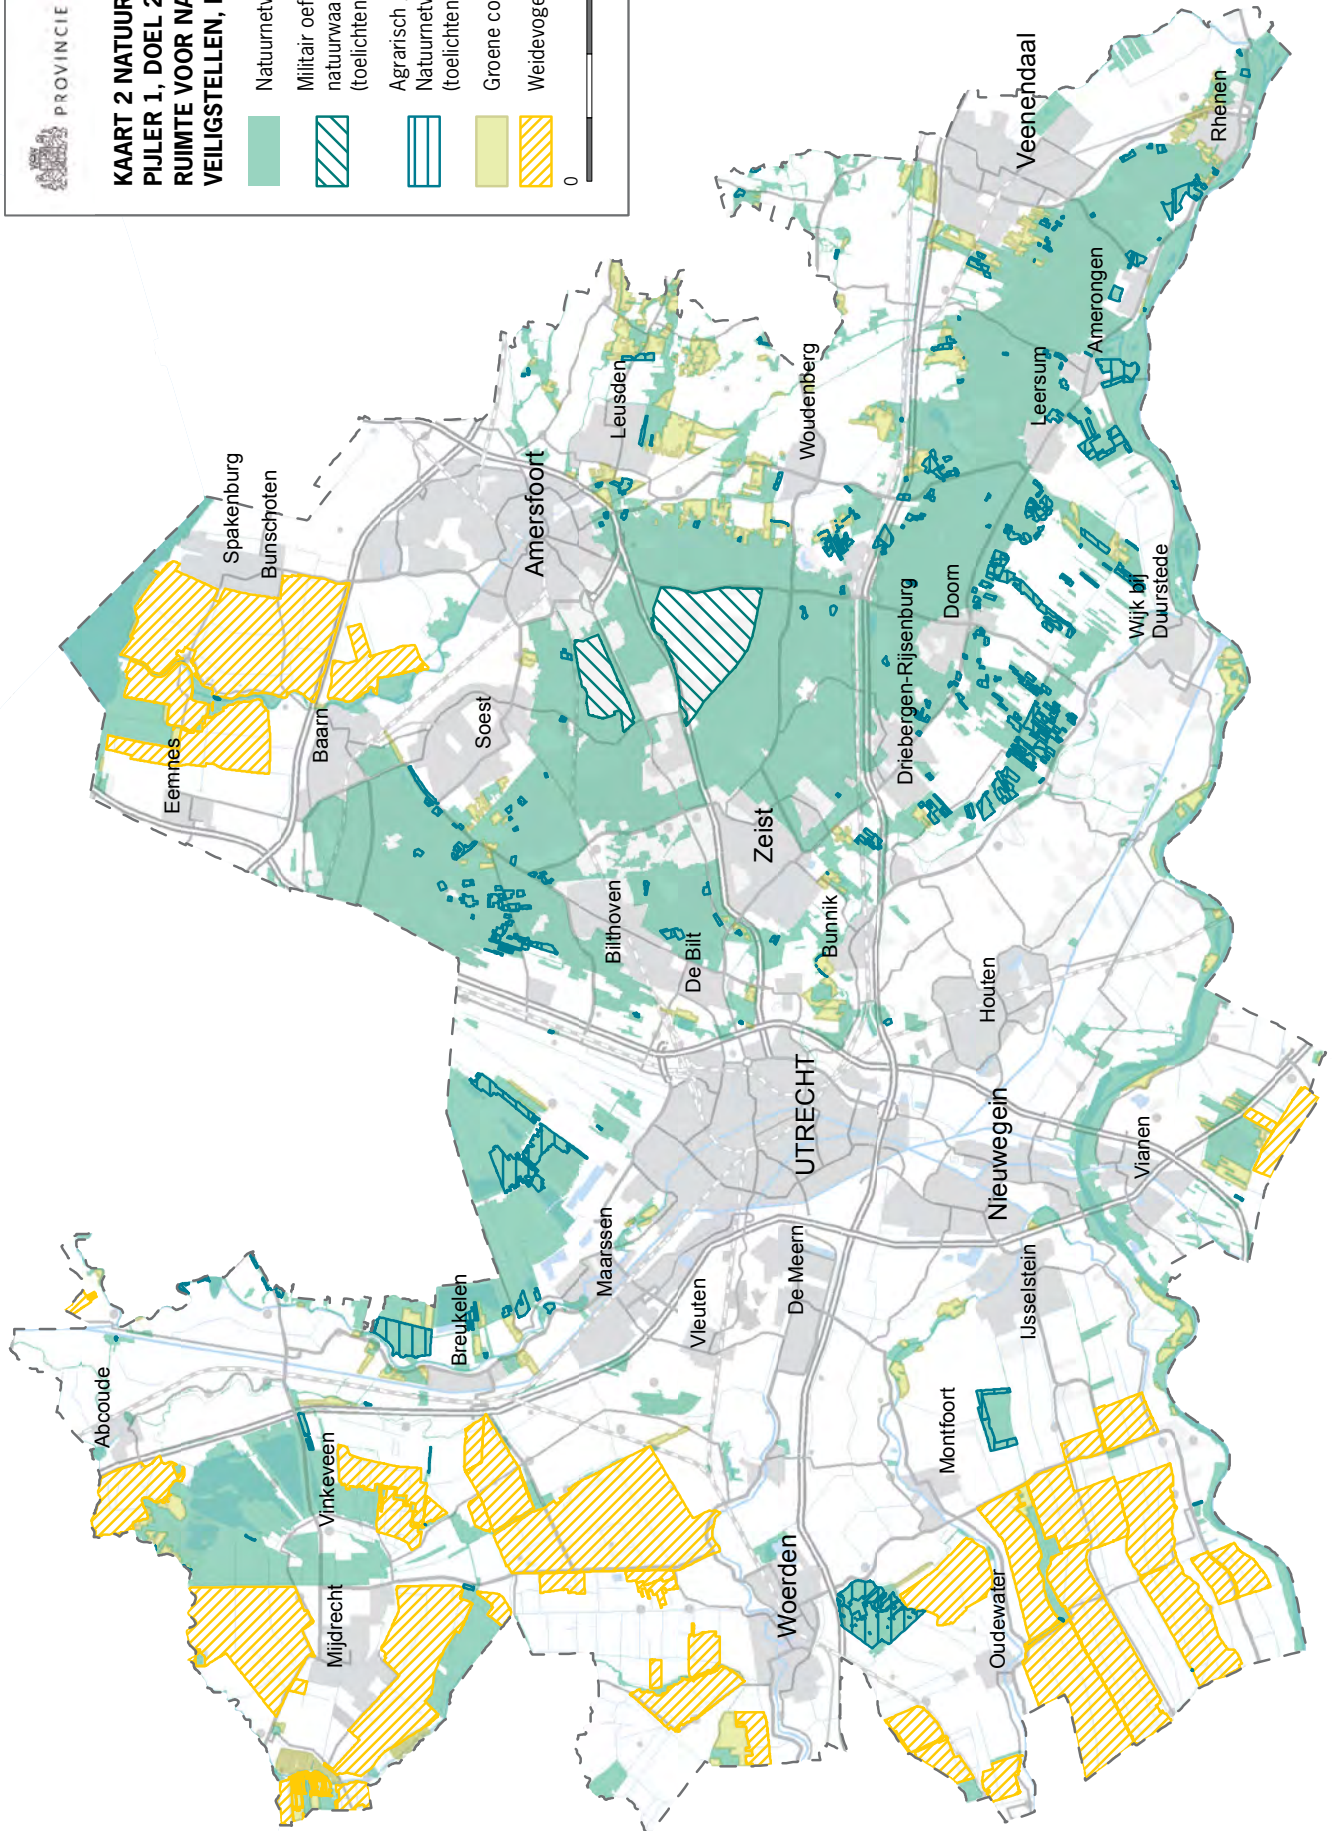 PROVINCIE
KAART 2 NATUUR
PIJLER 1, DOEL 2
RUIMTE VOOR NA
VEILIGSTELLEN,
Natuurnetw
Militair oef
natuurwaa
(toelichten
Agrarisch
Natuurnetw
(toelichten
Groene co
Weidevoge
0
Abcoude
Vinkeveen
Mijdrecht
Breukelen
Maarssen
Vleuten
De Meern
Woerden
Montfoort
Oudewater
IJsselstein
UTRECHT
Nieuwegein
Vianen
Houten
Bunnik
De Bilt
Bilthoven
Zeist
Driebergen-Rijsenburg
Doorn
Wijk bij
Duurstede
Soest
Baarn
Eemnes
Spakenburg
Bunschoten
Amersfoort
Leusden
Woudenberg
Leersum
Amerongen
Veenendaal
Rhenen